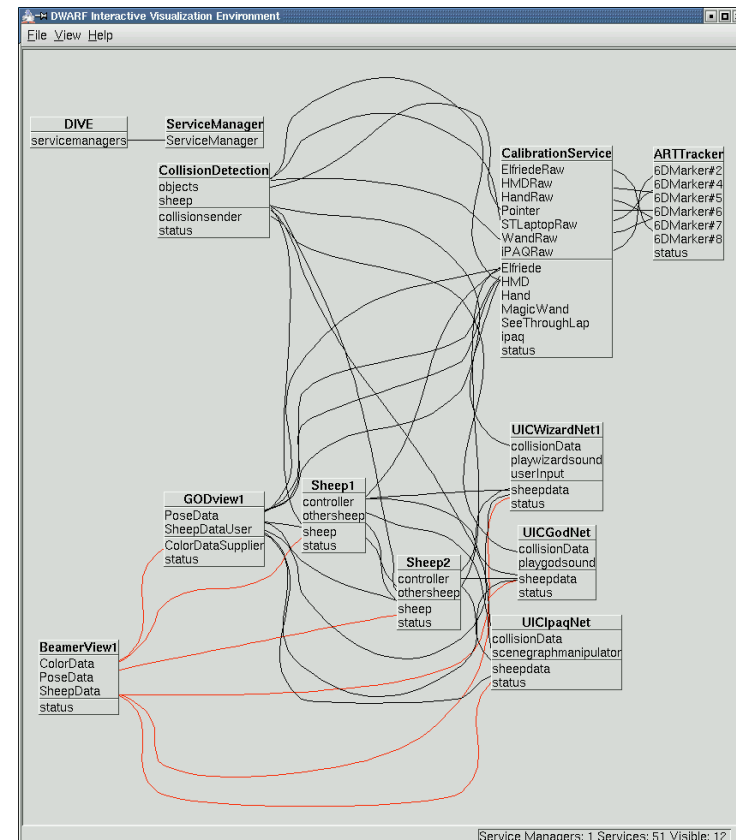 DWARF Interactive Visualization Environment
File View Help
DIVE
servicemanagers
ServiceManager
ServiceManager
CollisionDetection
objects
sheep
collisionsender
status
CalibrationService
ElfriedeRaw
HMDRaw
HandRaw
Pointer
STLaptopRaw
WandRaw
iPAQRaw
Elfriede
HMD
Hand
MagicWand
SeeThroughLap
ipaq
status
ARTTracker
6DMarker#2
6DMarker#4
6DMarker#5
6DMarker#6
6DMarker#7
6DMarker#8
status
UICWizardNet1
collisionData
playwizardsound
userInput
sheepdata
status
GODview1
PoseData
SheepDataUser
ColorDataSupplier
status
Sheep1
controller
othersheep
sheep
status
UICGodNet
collisionData
playgodsound
sheepdata
status
Sheep2
controller
othersheep
sheep
status
UICIpaqNet
collisionData
scenegraphmanipulator
sheepdata
status
BeamerView1
ColorData
PoseData
SheepData
status
Service Managers: 1 Services: 51 Visible: 12